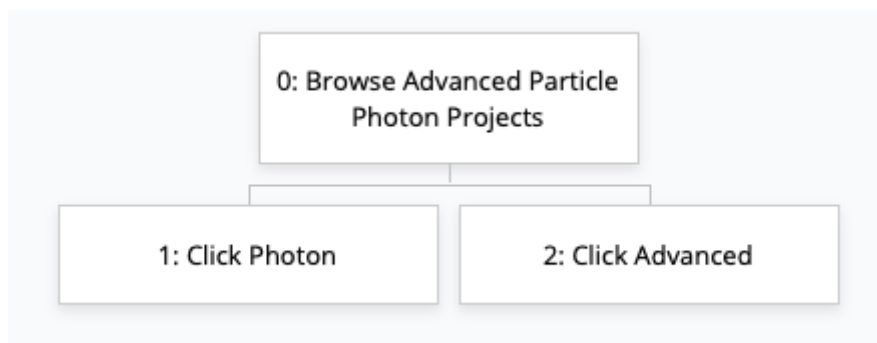 0: Browse Advanced Particle
Photon Projects
1: Click Photon
2: Click Advanced